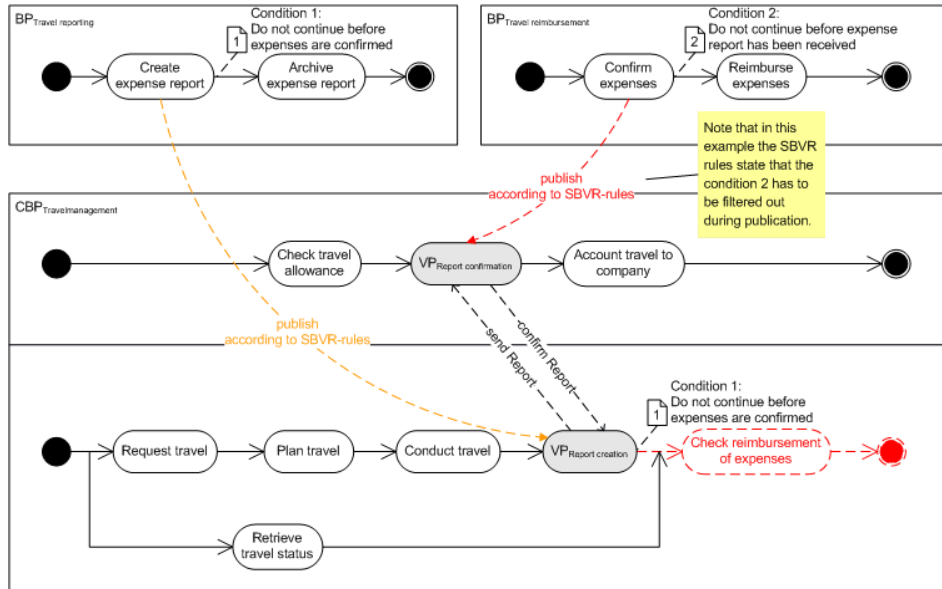 BPTravel reporting
Condition 1:
Do not continue before
expenses are confirmed
1
Create
expense report
Archive
expense report
BPTravel reimbursement
Condition 2:
Do not continue before expense
report has been received
2
Confirm
expenses
Reimburse
expenses
Note that in this
example the SBVR
rules state that the
condition 2 has to
be filtered out
during publication.
publish
according to SBVR-rules
CBPTravelmanagement
Check travel
allowance
VPReport confirmation
Account travel to
company
publish
according to SBVR-rules
send Report
confirm Report
Condition 1:
Do not continue before
expenses are confirmed
1
Request travel
Plan travel
Conduct travel
VPReport creation
Check reimbursement
of expenses
Retrieve
travel status